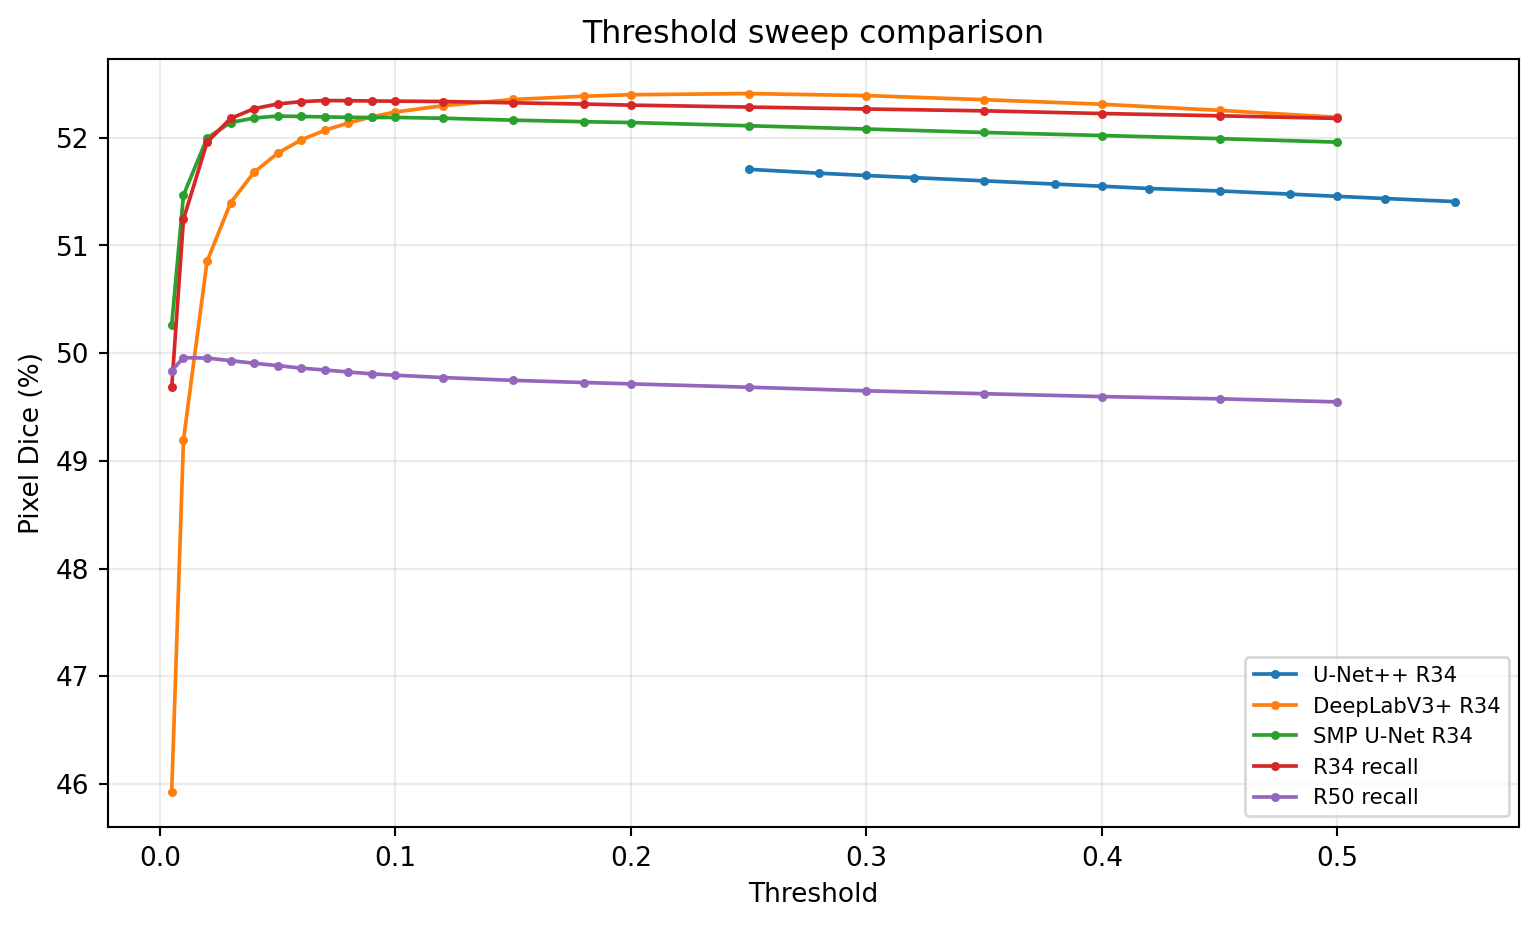 Threshold sweep comparison
Pixel Dice (%)
52
51
50
49
48
47
46
0.0 0.1 0.2 0.3 0.4 0.5
Threshold
U-Net++ R34
DeepLabV3+ R34
SMP U-Net R34
R34 recall
R50 recall